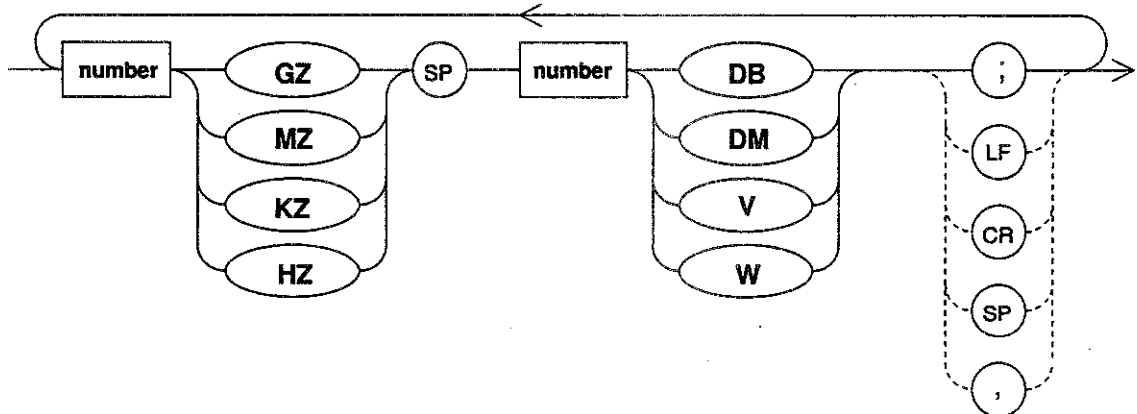 number GZ SP number DB ;
MZ DM LF
KZ V CR
HZ W SP
,